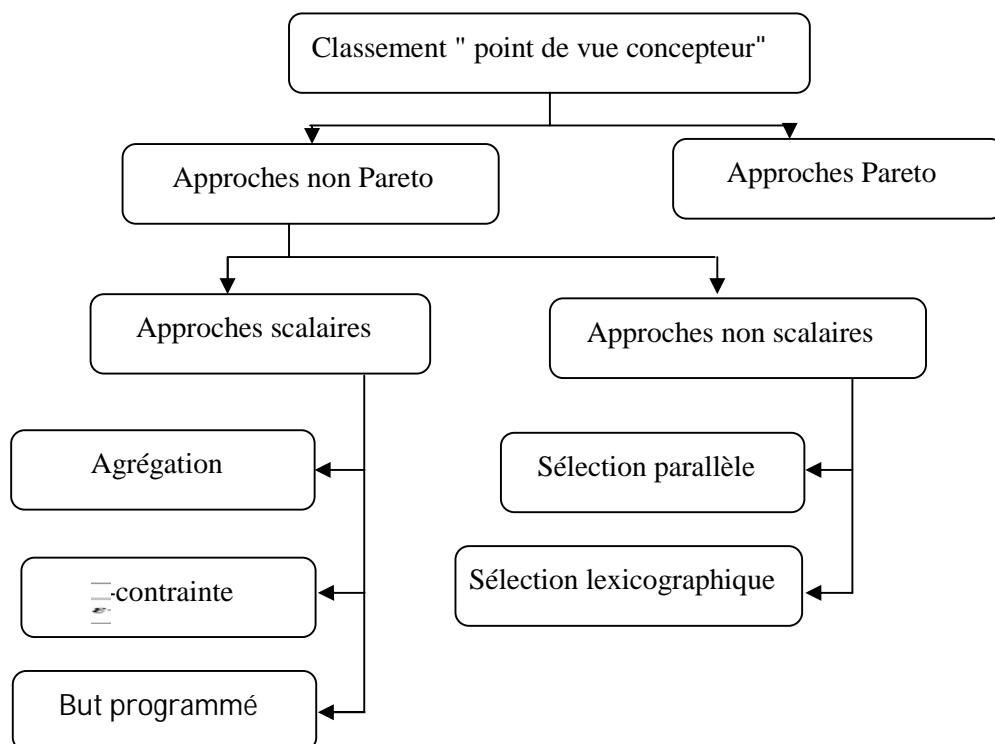 Classement " point de vue concepteur"
Approches non Pareto
Approches Pareto
Approches scalaires
Approches non scalaires
Agrégation
Sélection parallèle
-contrainte
Sélection lexicographique
But programmé